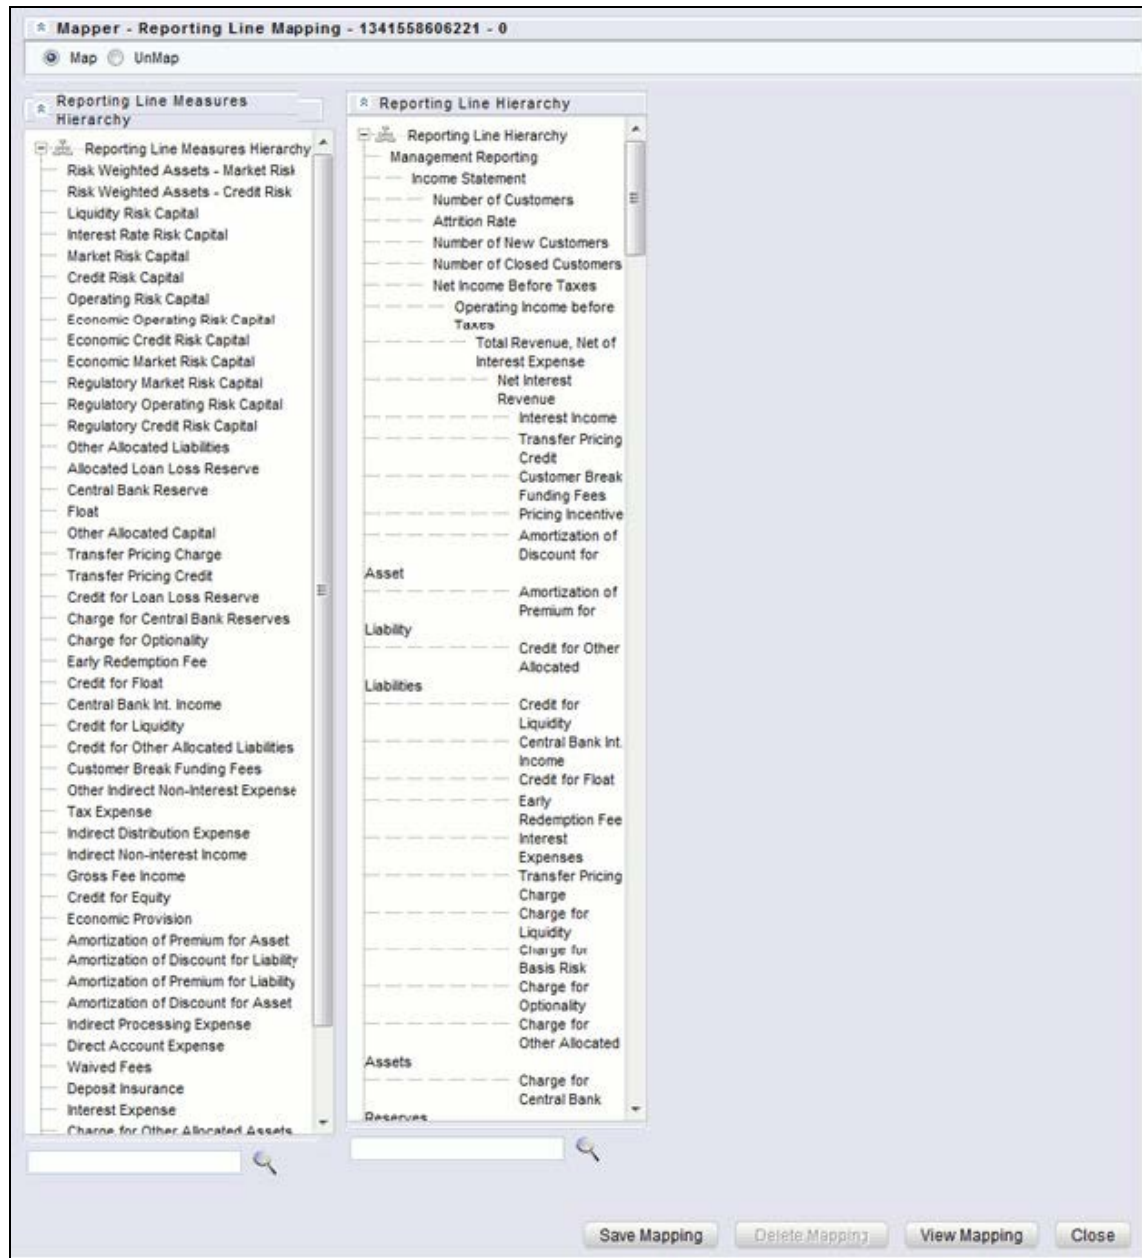 Mapper - Reporting Line Mapping - 1341558606221 - 0
Map UnMap
Reporting Line Measures
Hierarchy
Reporting Line Measures Hierarchy
Risk Weighted Assets - Market Risk
Risk Weighted Assets - Credit Risk
Liquidity Risk Capital
Interest Rate Risk Capital
Market Risk Capital
Credit Risk Capital
Operating Risk Capital
Economic Operating Risk Capital
Economic Credit Risk Capital
Economic Market Risk Capital
Regulatory Market Risk Capital
Regulatory Operating Risk Capital
Regulatory Credit Risk Capital
Other Allocated Liabilities
Allocated Loan Loss Reserve
Central Bank Reserve
Float
Other Allocated Capital
Transfer Pricing Charge
Transfer Pricing Credit
Credit for Loan Loss Reserve
Charge for Central Bank Reserves
Charge for Optionality
Early Redemption Fee
Credit for Float
Central Bank Int. Income
Credit for Liquidity
Credit for Other Allocated Liabilities
Customer Break Funding Fees
Other Indirect Non-Interest Expense
Tax Expense
Indirect Distribution Expense
Indirect Non-interest Income
Gross Fee Income
Credit for Equity
Economic Provision
Amortization of Premium for Asset
Amortization of Discount for Liability
Amortization of Premium for Liability
Amortization of Discount for Asset
Indirect Processing Expense
Direct Account Expense
Waived Fees
Deposit Insurance
Interest Expense
Charge for Other Allocated Assets
Reporting Line Hierarchy
Reporting Line Hierarchy
Management Reporting
Income Statement
Number of Customers
Attrition Rate
Number of New Customers
Number of Closed Customers
Net Income Before Taxes
Operating Income before
Taxes
Total Revenue, Net of
Interest Expense
Net Interest
Revenue
Interest Income
Transfer Pricing
Credit
Customer Break
Funding Fees
Pricing Incentive
Amortization of
Discount for
Asset
Amortization of
Premium for
Liability
Credit for Other
Allocated
Liabilities
Credit for
Liquidity
Central Bank Int.
Income
Credit for Float
Early
Redemption Fee
Interest
Expenses
Transfer Pricing
Charge
Charge for
Liquidity
Charge for
Basis Risk
Charge for
Optionality
Charge for
Other Allocated
Assets
Charge for
Central Bank
Reserves
Save Mapping Delete Mapping View Mapping Close